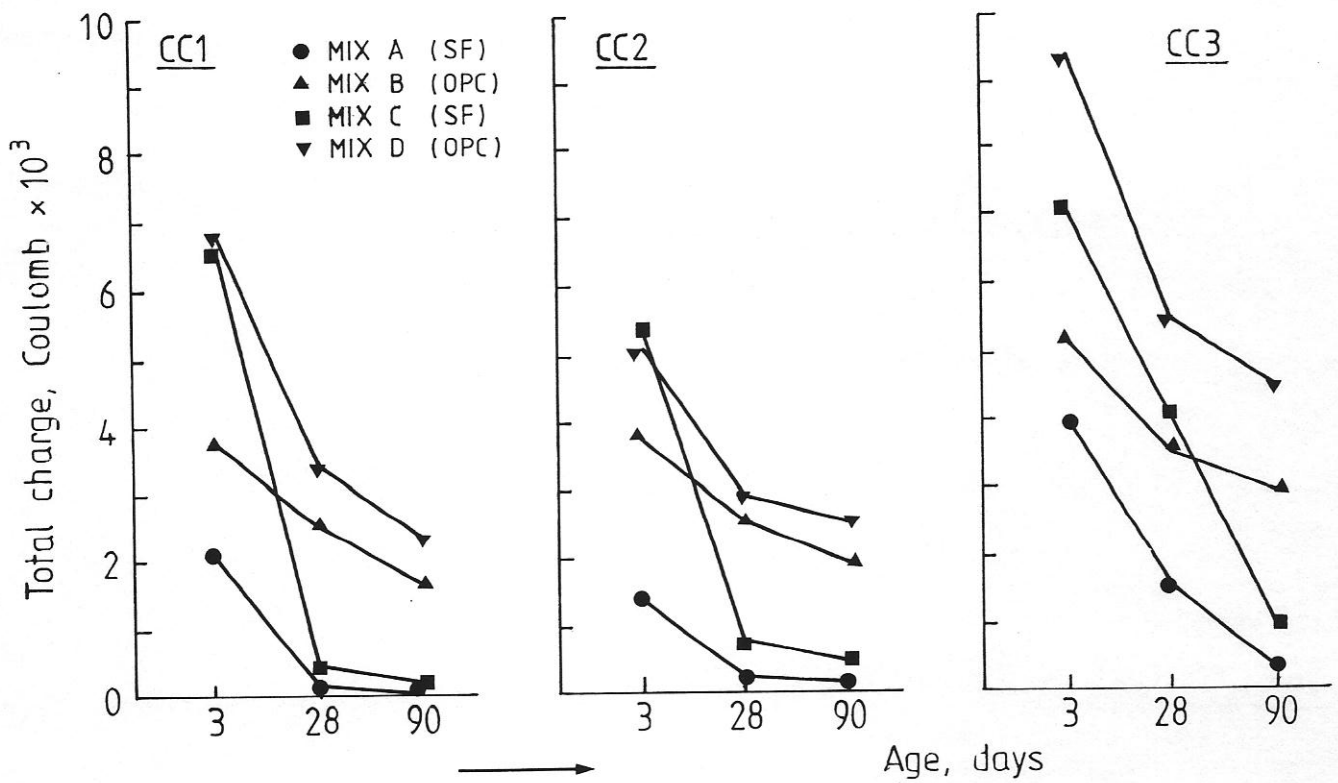 Total charge, Coulomb × 10³
10
8
6
4
2
0
CC1
● MIX A (SF)
▲ MIX B (OPC)
■ MIX C (SF)
▼ MIX D (OPC)
3 28 90
CC2
3 28 90
CC3
3 28 90
Age, days